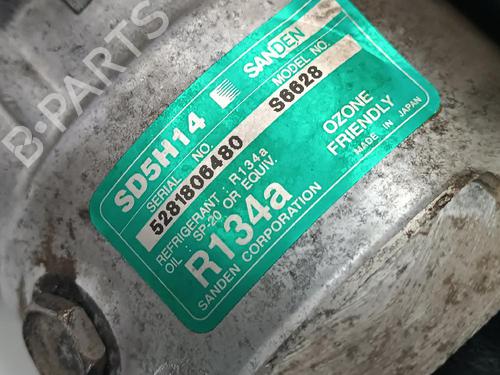 B-PARTS
SD5H14 SANDEN
SERIAL NO. MODEL NO.
5281806480 S6628
REFRIGERANT : R134a
OIL : SP-20 OR EQUIV.
R134a
SANDEN CORPORATION
OZONE
FRIENDLY
MADE IN JAPAN